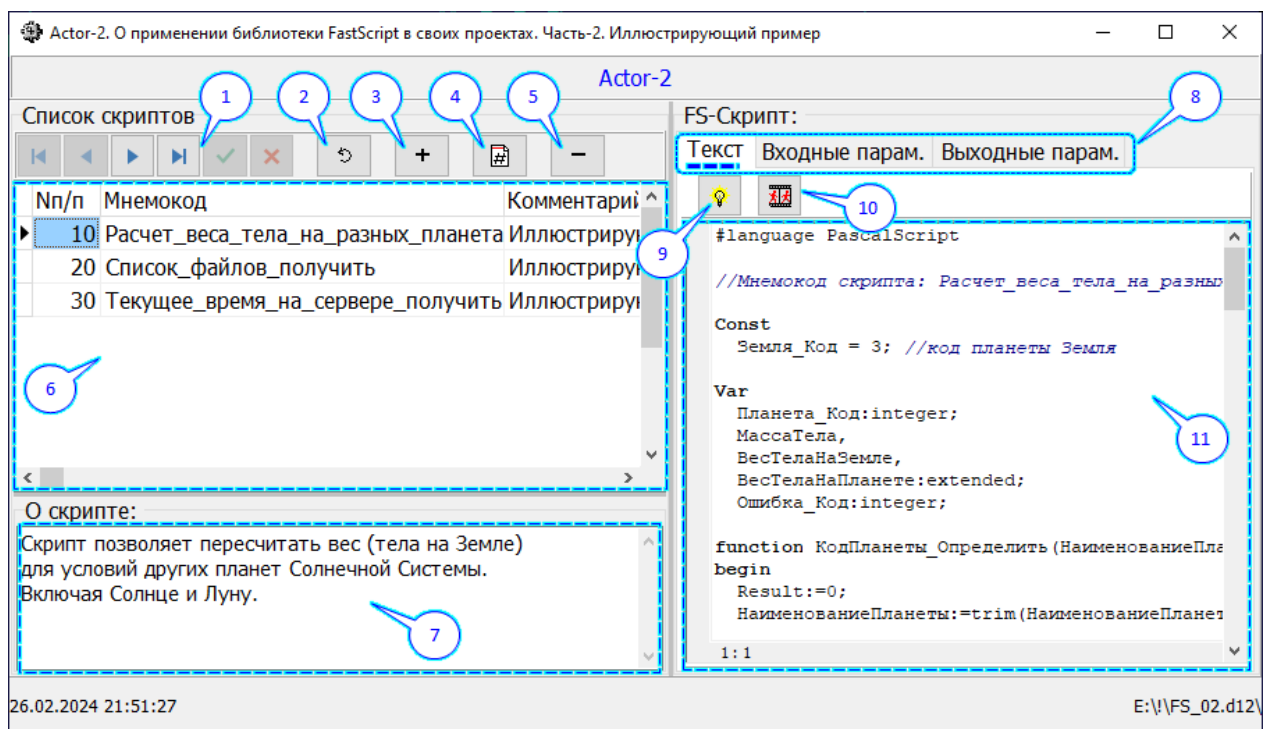 Actor-2. О применении библиотеки FastScript в своих проектах. Часть-2. Иллюстрирующий пример
Actor-2
1
2
3
4
5
8
Список скриптов
Nп/п Мнемокод Комментарий
10 Расчет_веса_тела_на_разных_планета Иллюстрирую
20 Список_файлов_получить Иллюстрирую
30 Текущее_время_на_сервере_получить Иллюстрирую
6
О скрипте:
Скрипт позволяет пересчитать вес (тела на Земле)
для условий других планет Солнечной Системы.
Включая Солнце и Луну.
7
FS-Скрипт:
Текст Входные парам. Выходные парам.
10
9
#language PascalScript
//Мнемокод скрипта: Расчет_веса_тела_на_разных
Const
Земля_Код = 3; //код планеты Земля
Var
Планета_Код:integer;
МассаТела,
ВесТелаНаЗемле,
ВесТелаНаПланете:extended;
Ошибка_Код:integer;
11
function КодПланеты_Определить(НаименованиеПла
begin
Result:=0;
НаименованиеПланеты:=trim(НаименованиеПланет
1:1
26.02.2024 21:51:27
E:\!\FS_02.d12\